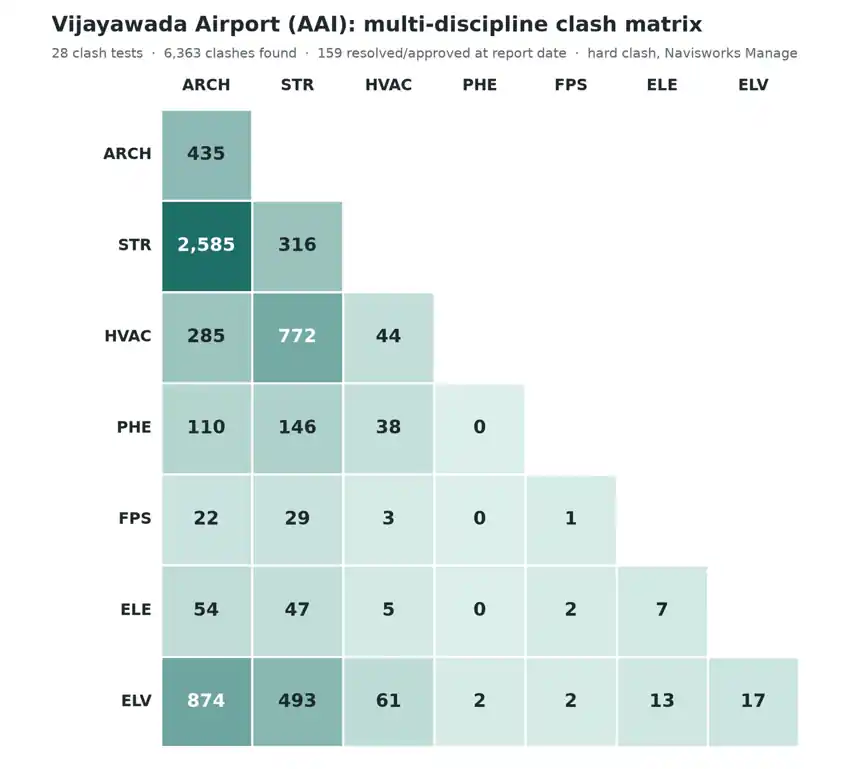 Vijayawada Airport (AAI): multi-discipline clash matrix
28 clash tests · 6,363 clashes found · 159 resolved/approved at report date · hard clash, Navisworks Manage
ARCH STR HVAC PHE FPS ELE ELV
ARCH 435
STR 2,585 316
HVAC 285 772 44
PHE 110 146 38 0
FPS 22 29 3 0 1
ELE 54 47 5 0 2 7
ELV 874 493 61 2 2 13 17